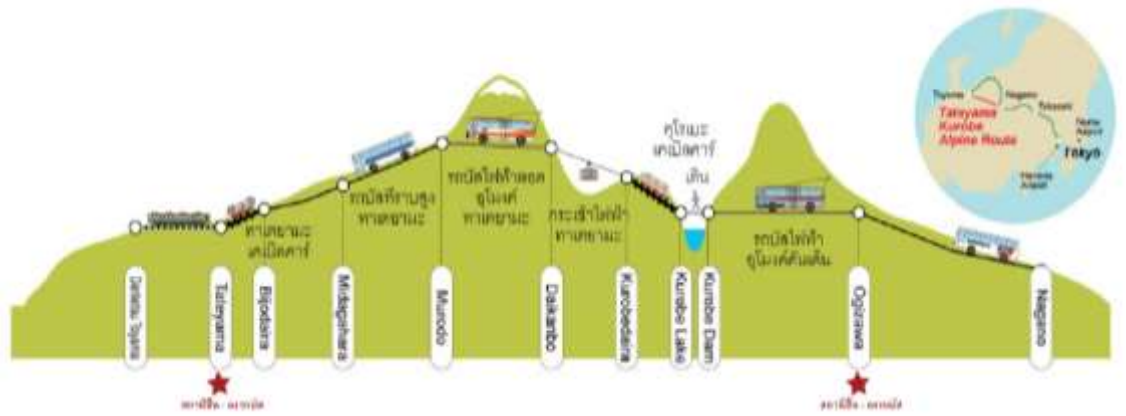 Toyama
Nagano
Tateyama
Kurobe
Alpine Route
Tokyo
คุโรเบะ
เคเบิลคาร์
เดิน
รถบัสไฟฟ้าลอด
อุโมงค์
ทาเตยามะ
รถบัสที่ราบสูง
ทาเตยามะ
ทาเตยามะ
เคเบิลคาร์
กระเช้าไฟฟ้า
ทาเตยามะ
รถบัสไฟฟ้า
อุโมงค์คันเด็น
Tateyama
Bijodaira
Midagahara
Murodo
Daikanbo
Kurobedaira
Kurobe Lake
Kurobe Dam
Ogizawa
Nagano